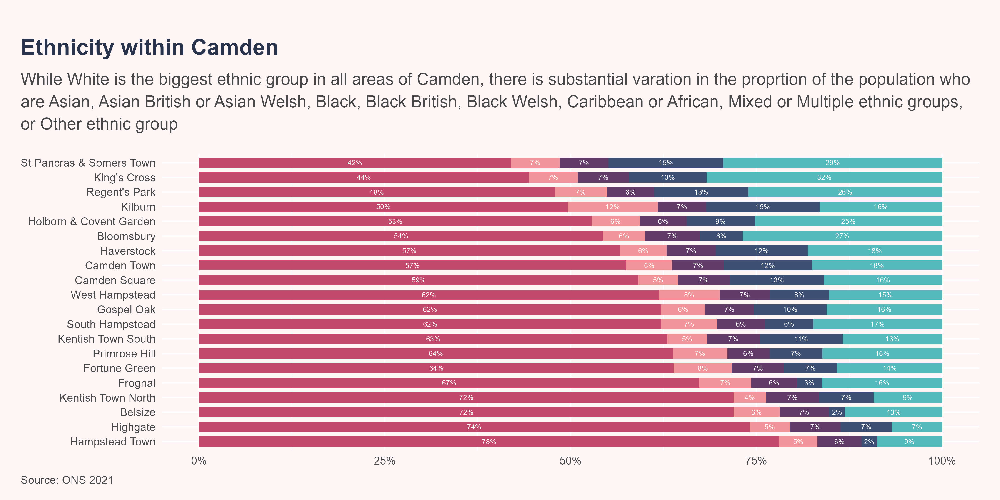 Ethnicity within Camden
While White is the biggest ethnic group in all areas of Camden, there is substantial varation in the proprtion of the population who
are Asian, Asian British or Asian Welsh, Black, Black British, Black Welsh, Caribbean or African, Mixed or Multiple ethnic groups,
or Other ethnic group
St Pancras & Somers Town 42% 7% 7% 15% 29%
King's Cross 44% 7% 7% 10% 32%
Regent's Park 48% 7% 6% 13% 26%
Kilburn 50% 12% 7% 15% 16%
Holborn & Covent Garden 53% 6% 6% 9% 25%
Bloomsbury 54% 6% 7% 6% 27%
Haverstock 57% 6% 7% 12% 18%
Camden Town 57% 6% 7% 12% 18%
Camden Square 59% 5% 7% 13% 16%
West Hampstead 62% 8% 7% 8% 15%
Gospel Oak 62% 6% 7% 10% 16%
South Hampstead 62% 7% 6% 6% 17%
Kentish Town South 63% 5% 7% 11% 13%
Primrose Hill 64% 7% 6% 7% 16%
Fortune Green 64% 8% 7% 7% 14%
Frognal 67% 7% 6% 3% 16%
Kentish Town North 72% 4% 7% 7% 9%
Belsize 72% 6% 7% 2% 13%
Highgate 74% 5% 7% 7% 7%
Hampstead Town 78% 5% 6% 2% 9%
0% 25% 50% 75% 100%
Source: ONS 2021